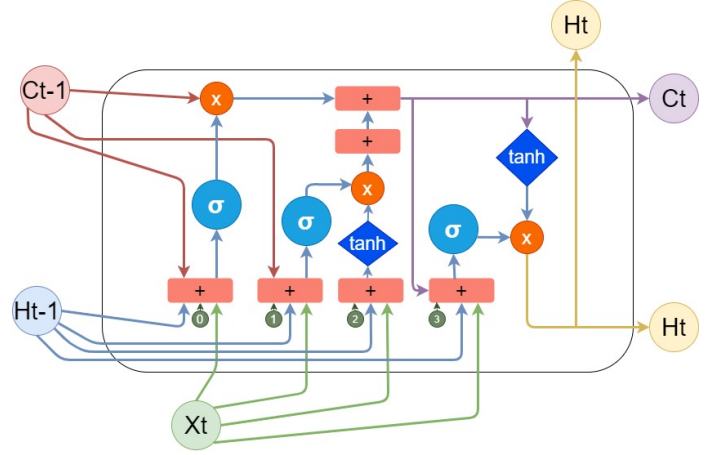 Ht
Ct-1
x
+
Ct
+
tanh
x
σ
σ
σ
x
tanh
+
+
+
+
Ht-1
0
1
2
3
Ht
Xt